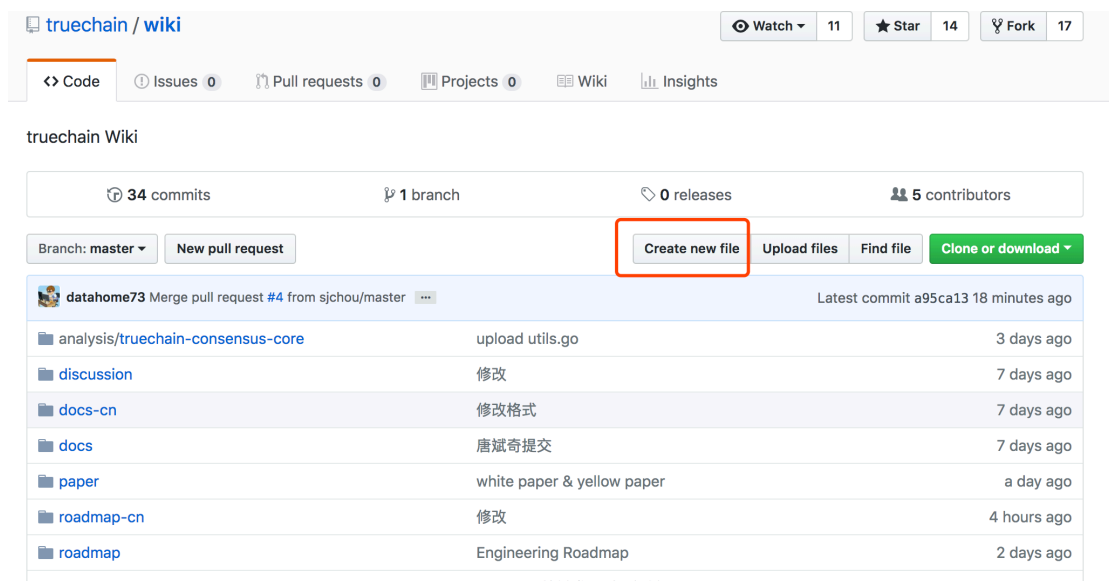 truechain / wiki
Watch 11 Star 14 Fork 17
Code Issues 0 Pull requests 0 Projects 0 Wiki Insights
truechain Wiki
34 commits 1 branch 0 releases 5 contributors
Branch: master New pull request Create new file Upload files Find file Clone or download
datahome73 Merge pull request #4 from sjchou/master ... Latest commit a95ca13 18 minutes ago
analysis/truechain-consensus-core upload utils.go 3 days ago
discussion 修改 7 days ago
docs-cn 修改格式 7 days ago
docs 唐斌奇提交 7 days ago
paper white paper & yellow paper a day ago
roadmap-cn 修改 4 hours ago
roadmap Engineering Roadmap 2 days ago